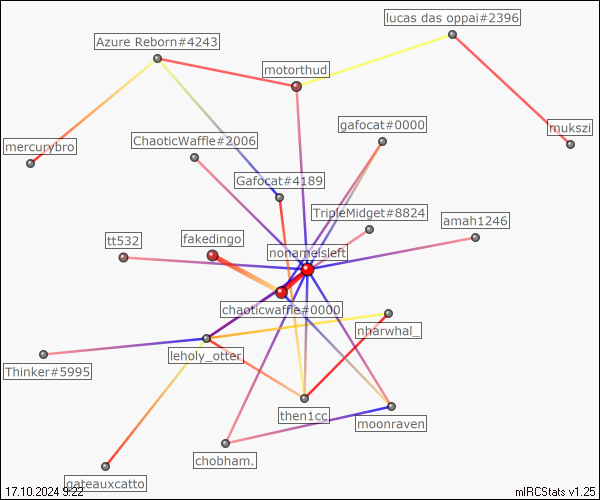 lucas das oppai#2396
Azure Reborn#4243
motorthud
gafocat#0000
mukszi
ChaoticWaffle#2006
mercurybro
Gafocat#4189
TripleMidget#8824
amah1246
tt532
fakedingo
nonameisleft
chaoticwaffle#0000
nharwhal_
leholy_otter
Thinker#5995
then1cc
moonraven
chobham.
gateauxcatto
17.10.2024 9:22
mIRCStats v1.25